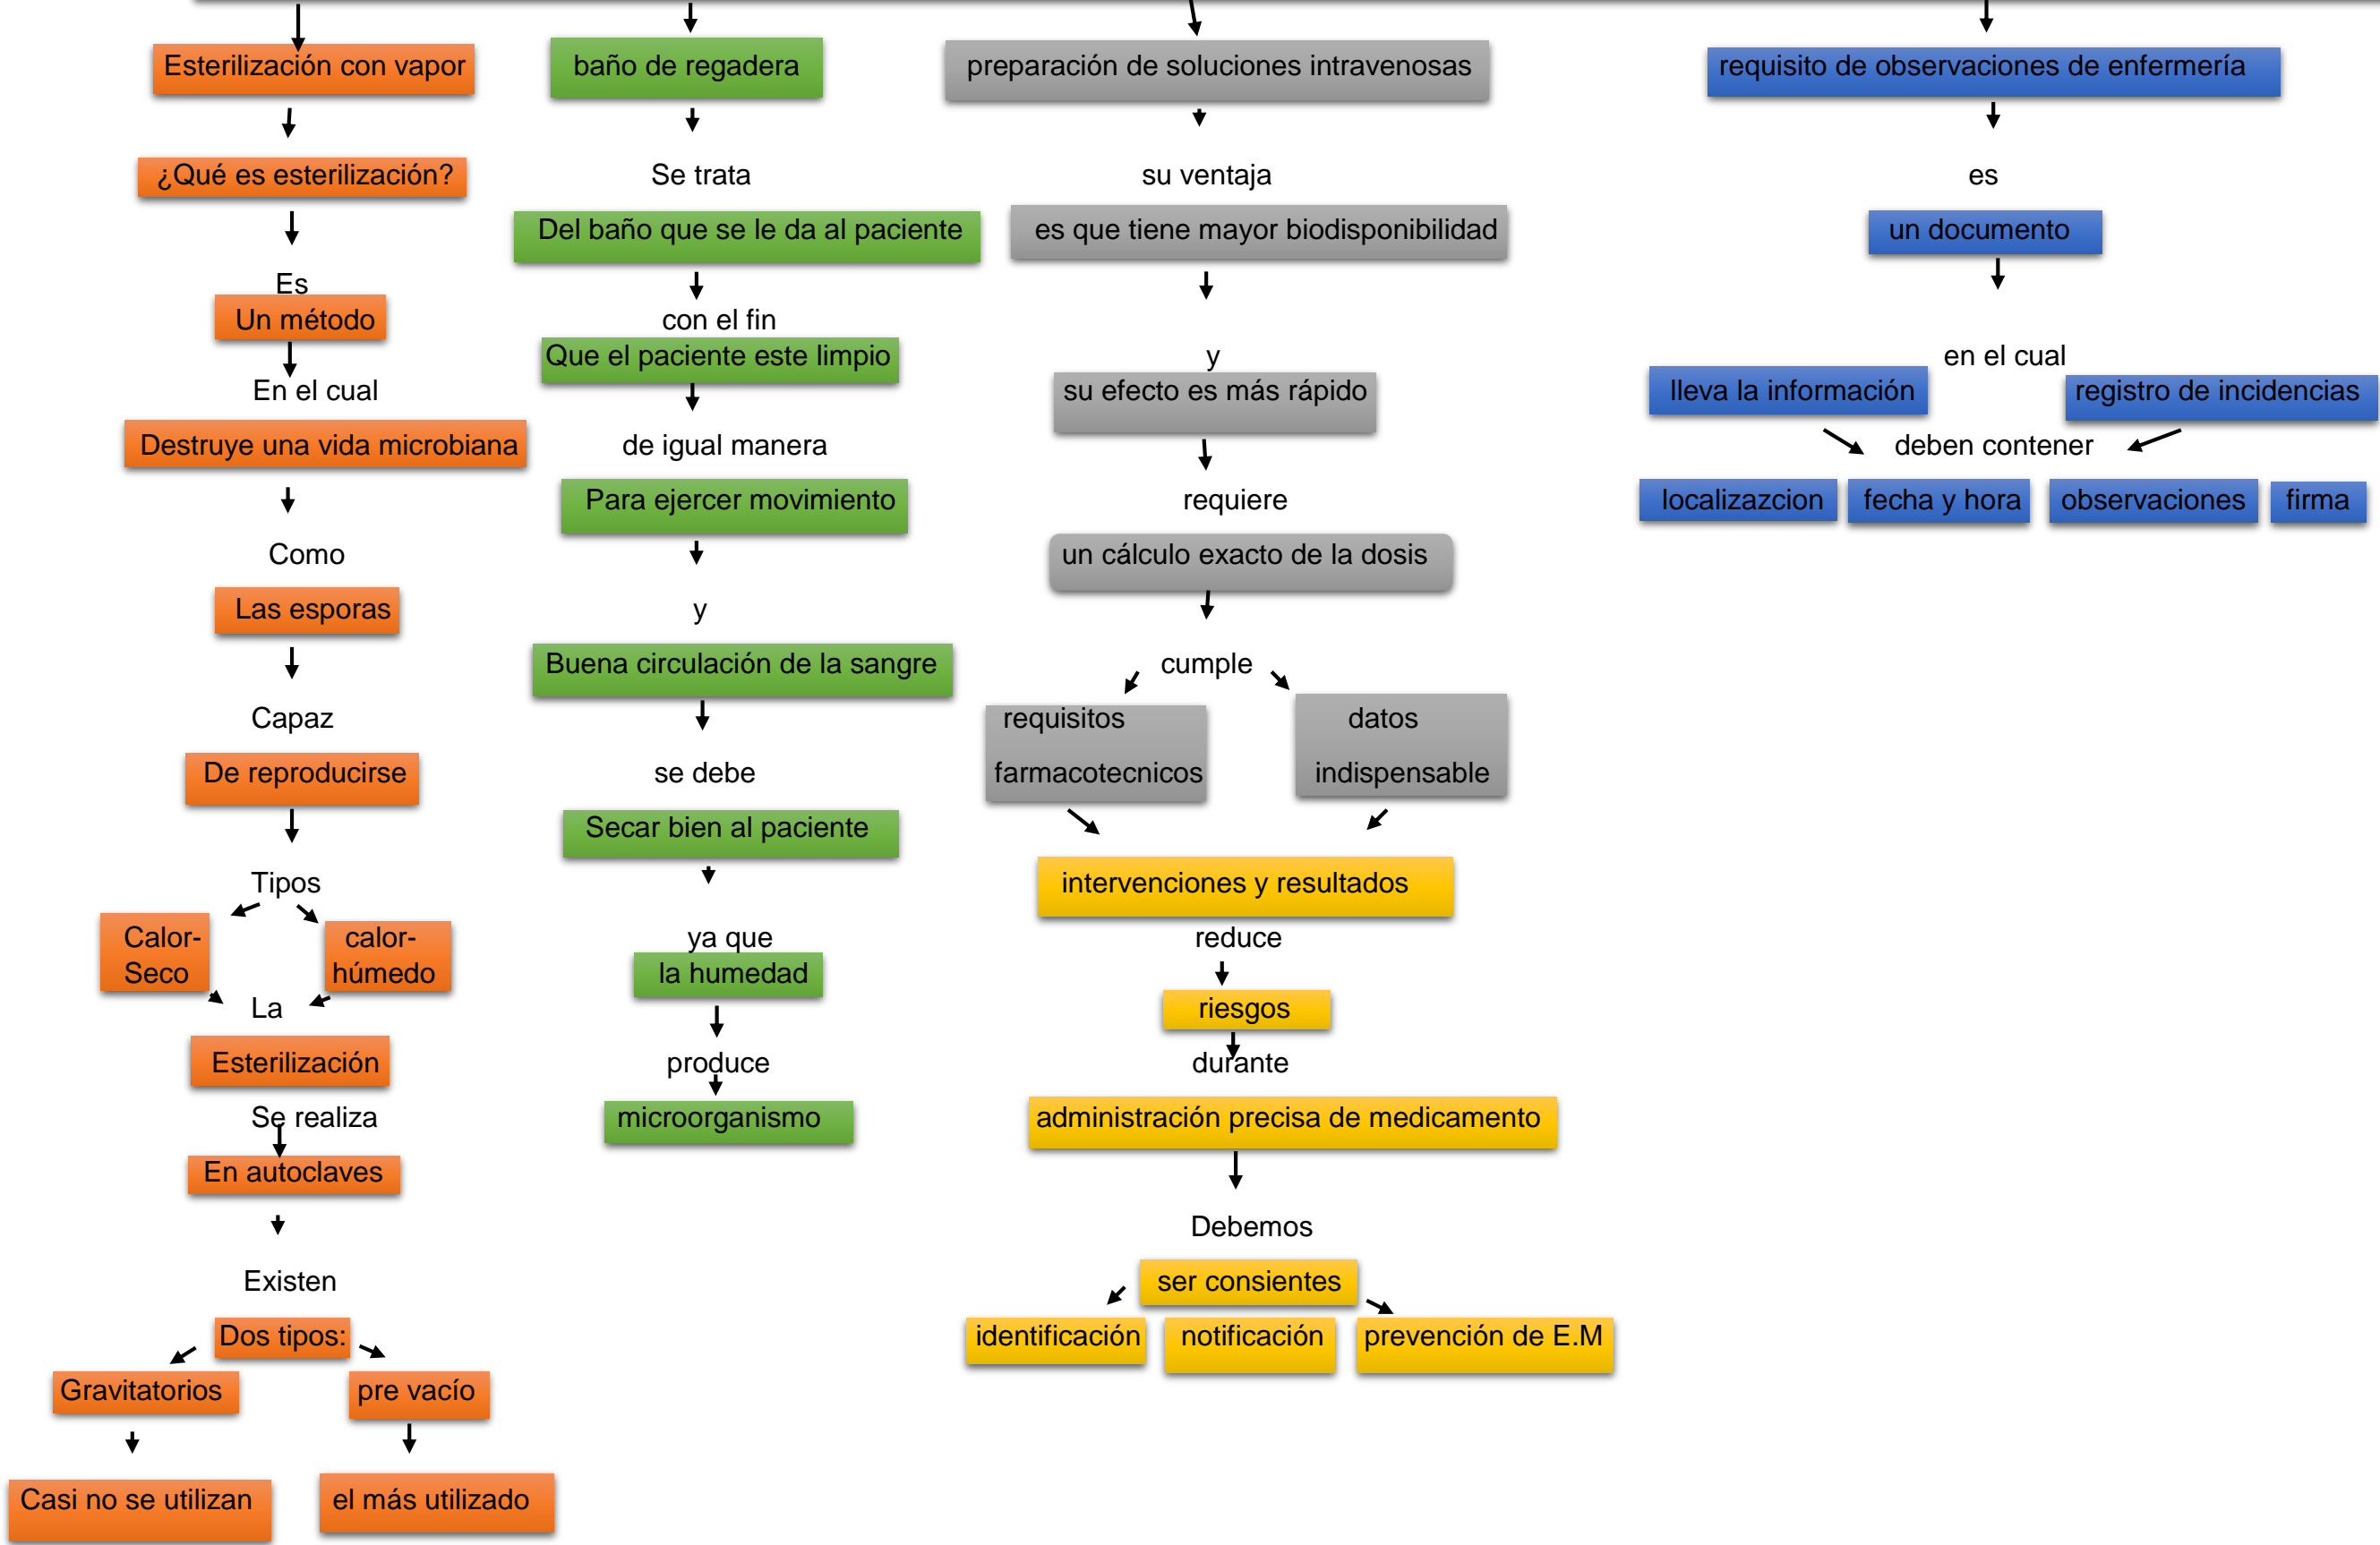 Esterilización con vapor
¿Qué es esterilización?
Es
Un método
En el cual
Destruye una vida microbiana
Como
Las esporas
Capaz
De reproducirse
Tipos
Calor-
Seco
calor-
húmedo
La
Esterilización
Se realiza
En autoclaves
Existen
Dos tipos:
Gravitatorios
pre vacío
Casi no se utilizan
el más utilizado
baño de regadera
Se trata
Del baño que se le da al paciente
con el fin
Que el paciente este limpio
de igual manera
Para ejercer movimiento
y
Buena circulación de la sangre
se debe
Secar bien al paciente
ya que
la humedad
produce
microorganismo
preparación de soluciones intravenosas
su ventaja
es que tiene mayor biodisponibilidad
y
su efecto es más rápido
requiere
un cálculo exacto de la dosis
cumple
requisitos
farmacotecnicos
datos
indispensable
intervenciones y resultados
reduce
riesgos
durante
administración precisa de medicamento
Debemos
ser consientes
identificación
notificación
prevención de E.M
requisito de observaciones de enfermería
es
un documento
en el cual
lleva la información
registro de incidencias
deben contener
localizazcion
fecha y hora
observaciones
firma